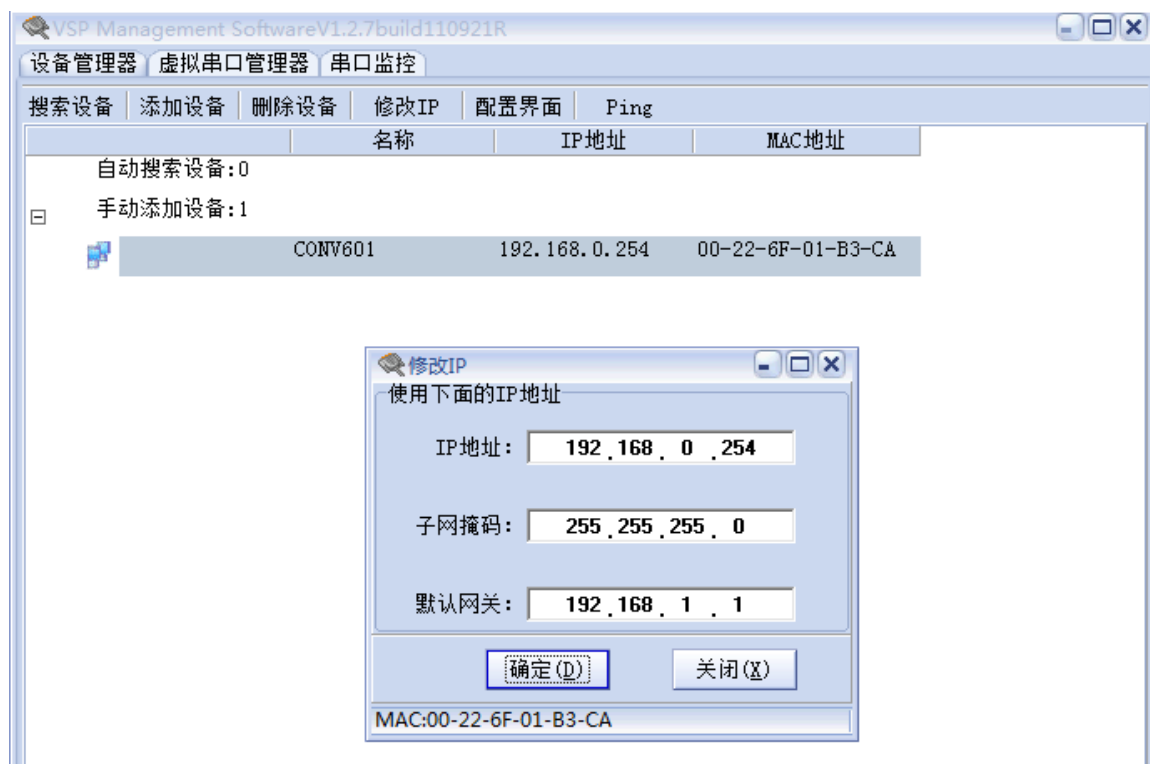 VSP Management SoftwareV1.2.7build110921R
设备管理器 虚拟串口管理器 串口监控
搜索设备 添加设备 删除设备 修改IP 配置界面 Ping
名称 IP地址 MAC地址
自动搜索设备:0
手动添加设备:1
CONV601 192.168.0.254 00-22-6F-01-B3-CA
修改IP
使用下面的IP地址
IP地址: 192.168.0.254
子网掩码: 255.255.255.0
默认网关: 192.168.1.1
确定(D) 关闭(X)
MAC:00-22-6F-01-B3-CA